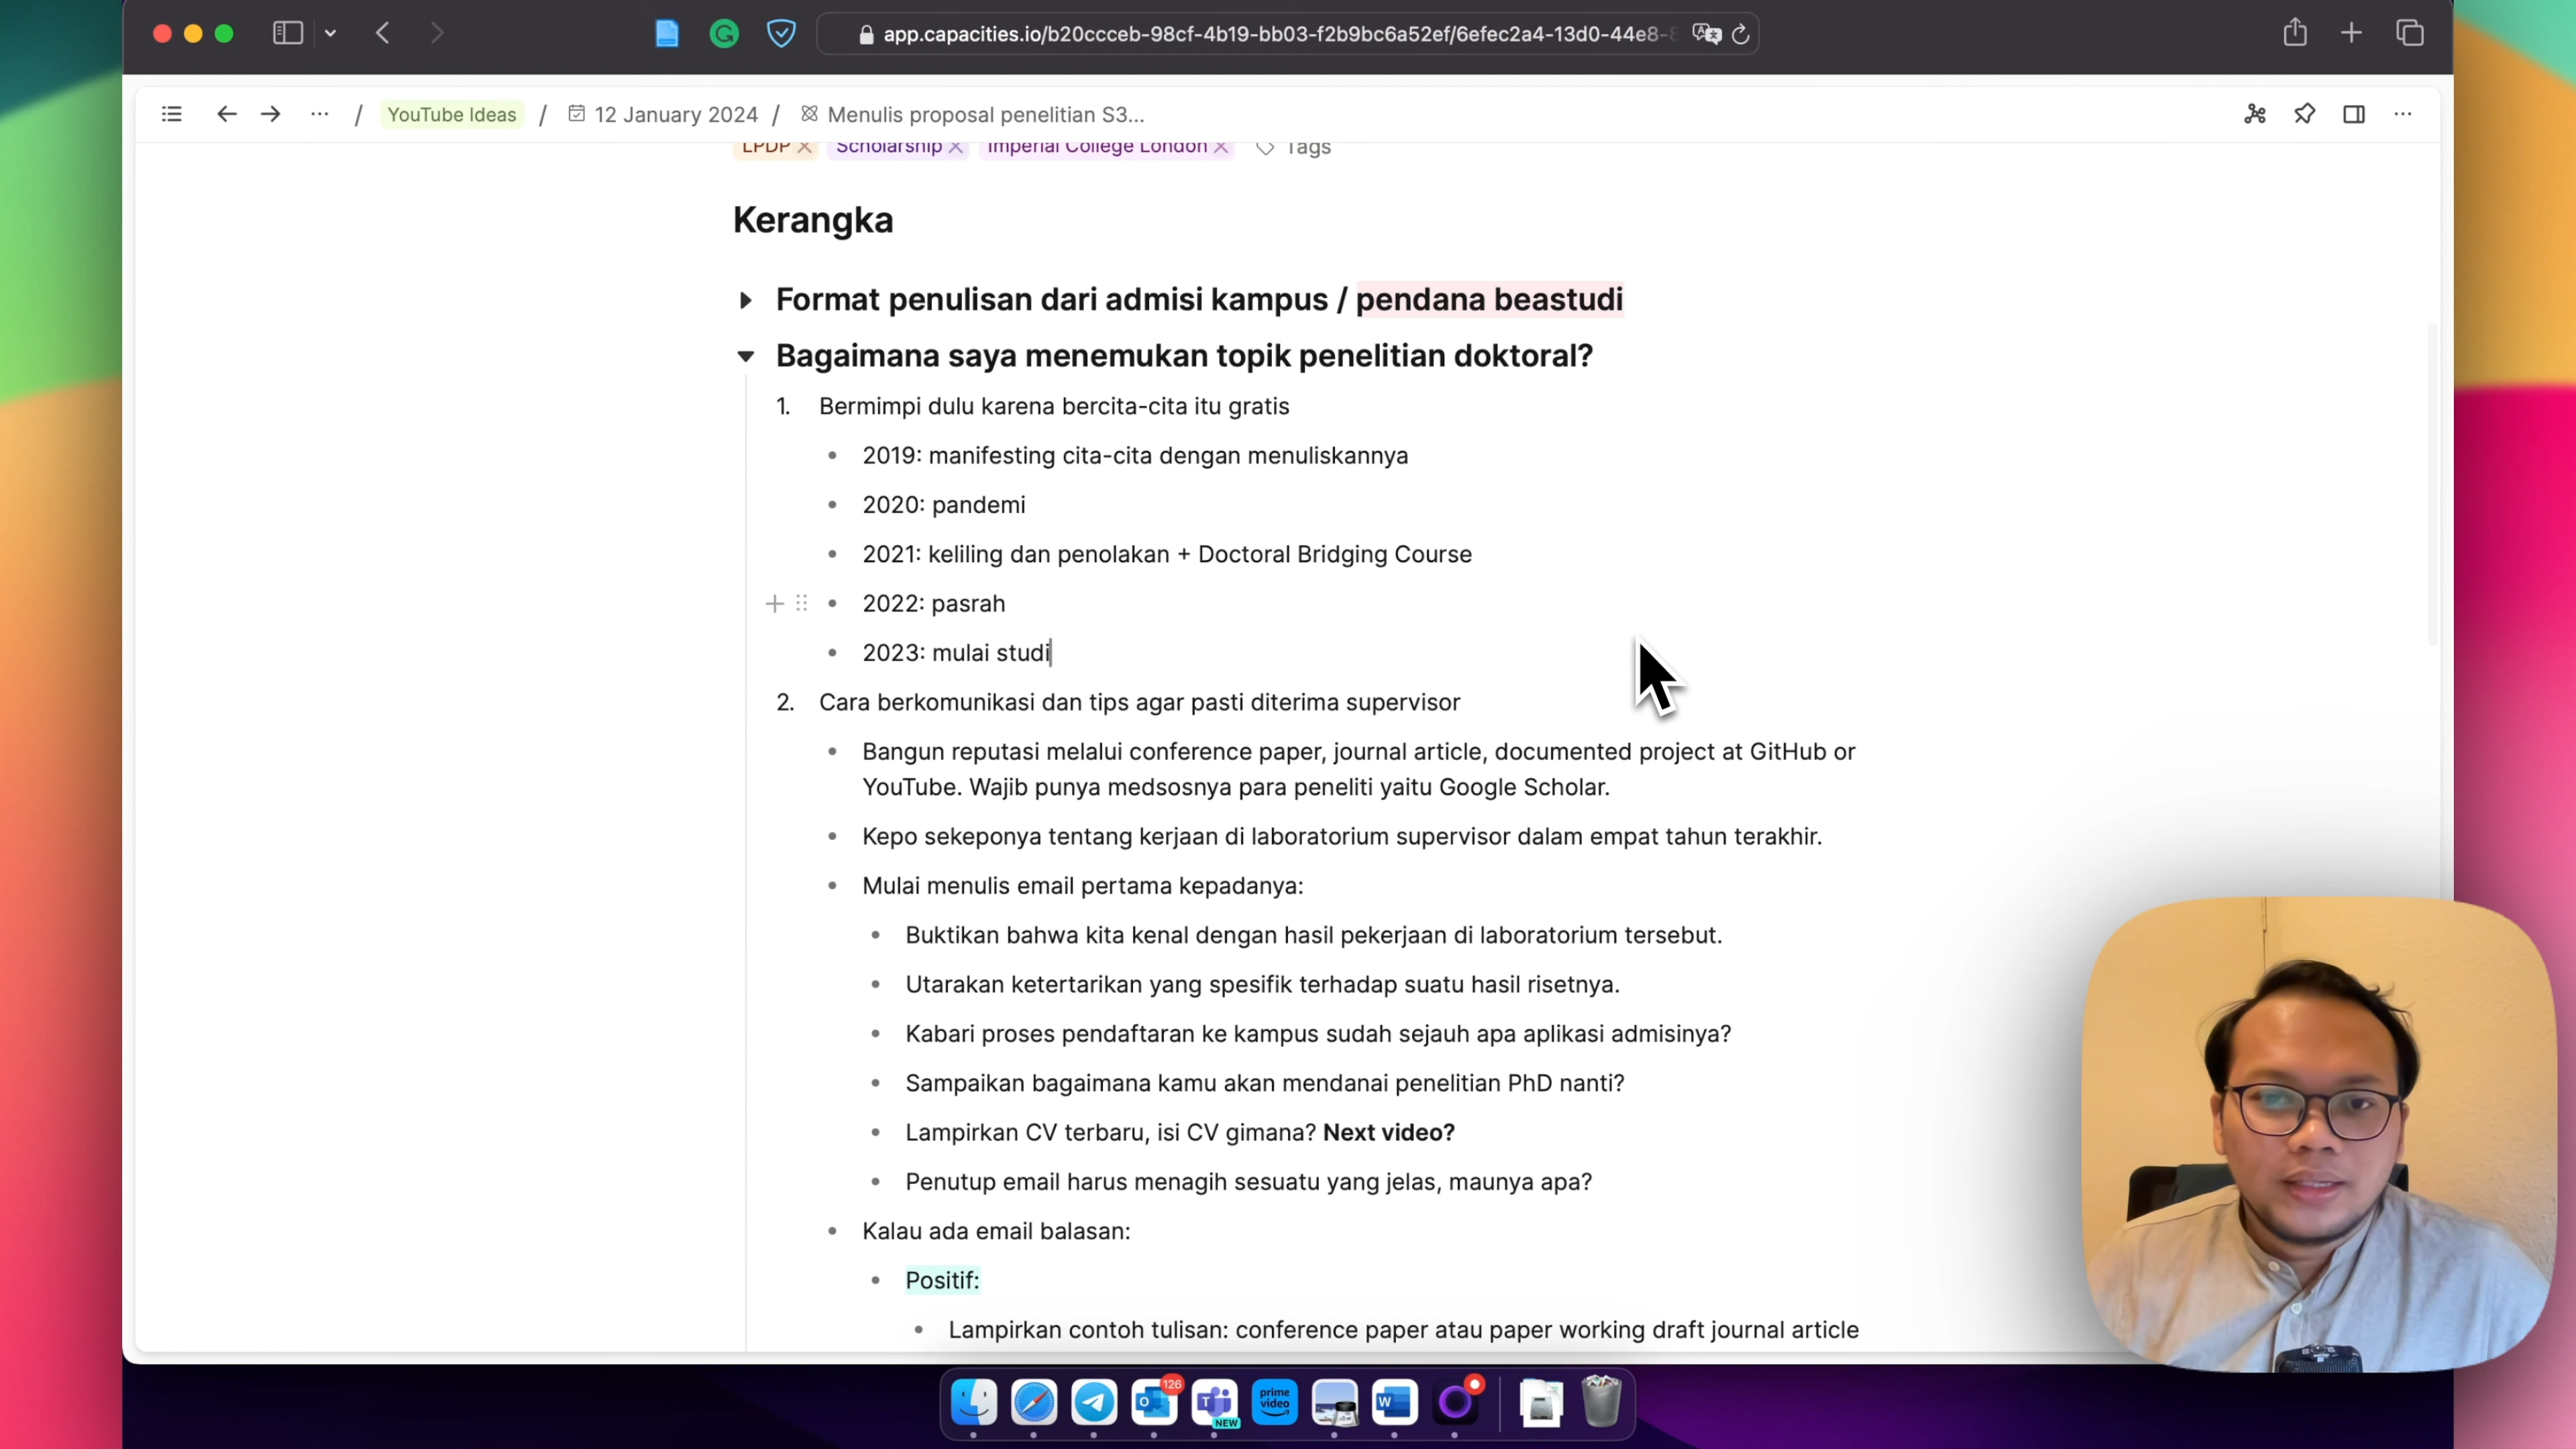 app.capacities.io/b20ccceb-98cf-4b19-bb03-f2b9bc6a52ef/6efec2a4-13d0-44e8-8
/ YouTube Ideas / 12 January 2024 / Menulis proposal penelitian S3...
LPDP Scholarship Imperial College London Tags
Kerangka
Format penulisan dari admisi kampus / pendana beastudi
Bagaimana saya menemukan topik penelitian doktoral?
1. Bermimpi dulu karena bercita-cita itu gratis
• 2019: manifesting cita-cita dengan menuliskannya
• 2020: pandemi
• 2021: keliling dan penolakan + Doctoral Bridging Course
• 2022: pasrah
• 2023: mulai studi
2. Cara berkomunikasi dan tips agar pasti diterima supervisor
• Bangun reputasi melalui conference paper, journal article, documented project at GitHub or
YouTube. Wajib punya medsosnya para peneliti yaitu Google Scholar.
• Kepo sekeponya tentang kerjaan di laboratorium supervisor dalam empat tahun terakhir.
• Mulai menulis email pertama kepadanya:
• Buktikan bahwa kita kenal dengan hasil pekerjaan di laboratorium tersebut.
• Utarakan ketertarikan yang spesifik terhadap suatu hasil risetnya.
• Kabari proses pendaftaran ke kampus sudah sejauh apa aplikasi admisinya?
• Sampaikan bagaimana kamu akan mendanai penelitian PhD nanti?
• Lampirkan CV terbaru, isi CV gimana? Next video?
• Penutup email harus menagih sesuatu yang jelas, maunya apa?
• Kalau ada email balasan:
• Positif:
• Lampirkan contoh tulisan: conference paper atau paper working draft journal article
126
NEW
prime video